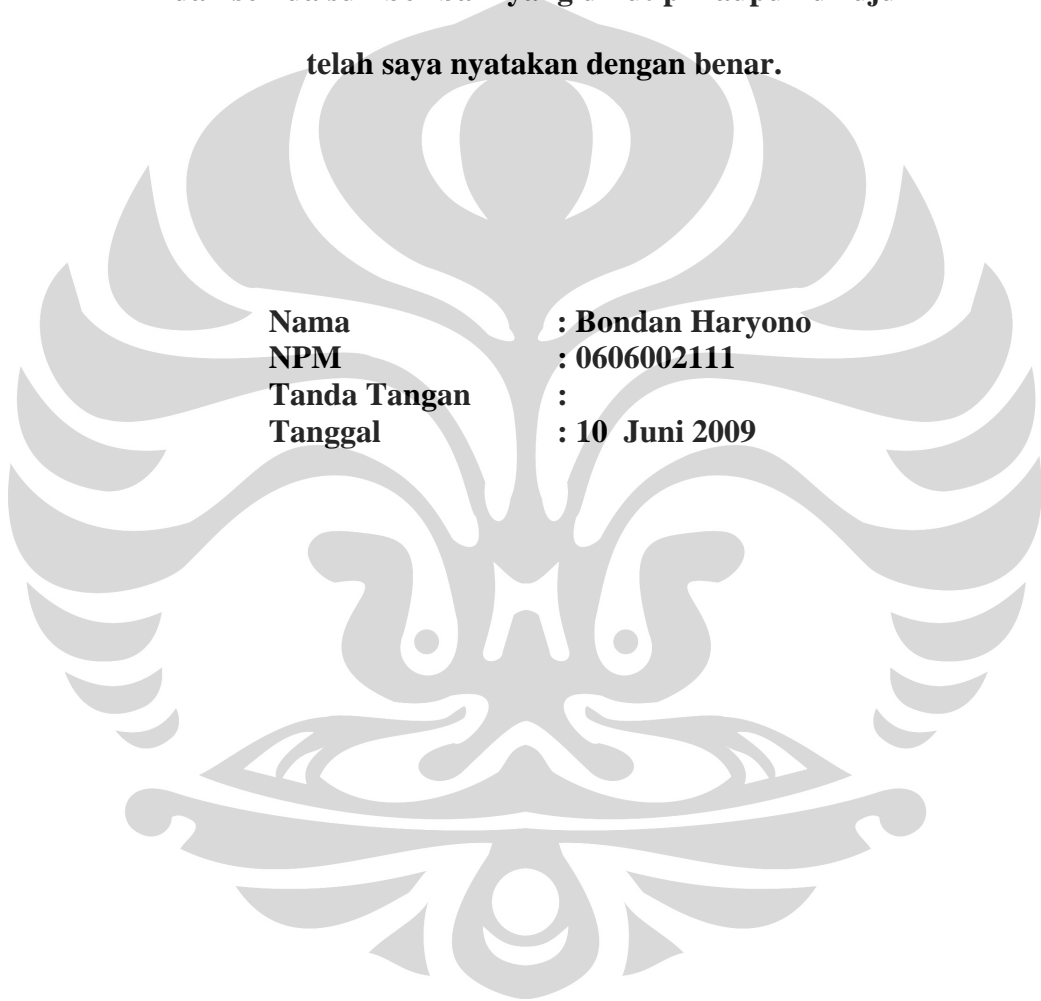 telah saya nyatakan dengan benar.
Nama : Bondan Haryono
NPM : 0606002111
Tanda Tangan :
Tanggal : 10 Juni 2009